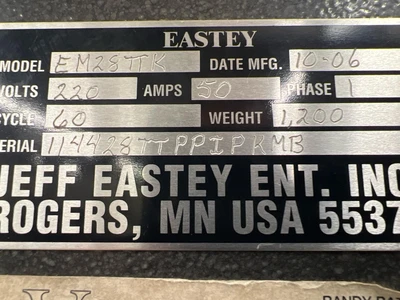 EASTEY
MODEL EM28TTK DATE MFG. 10-06
VOLTS 220 AMPS 50 PHASE 1
CYCLE 60 WEIGHT 1,200
ERIAL 114428TTPPIPKMB
JEFF EASTEY ENT. INC
ROGERS, MN USA 5537